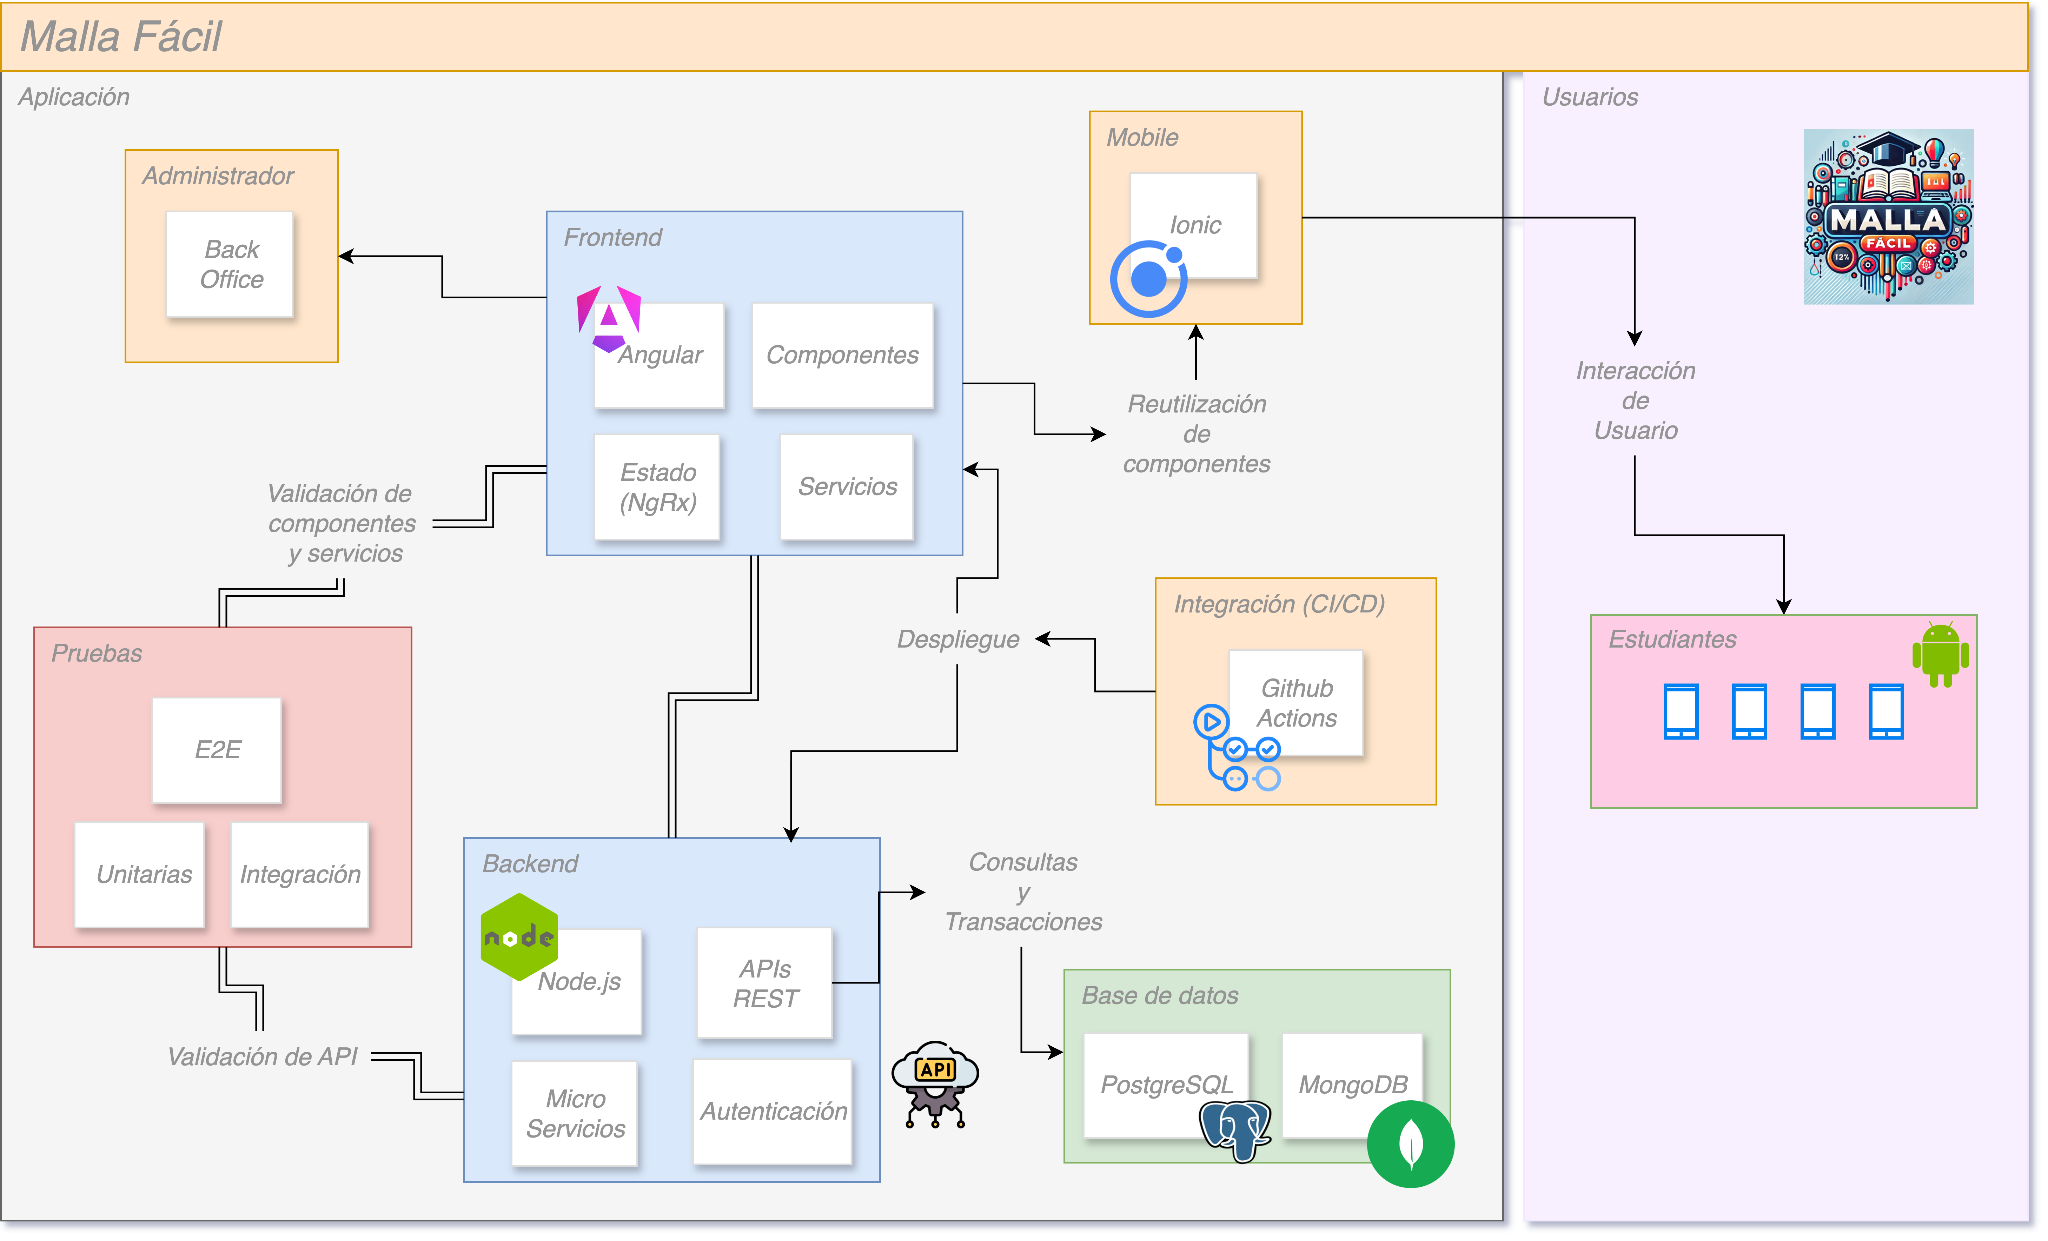 Malla Fácil
Aplicación
Usuarios
Administrador
Back
Office
Frontend
Angular
Componentes
Estado
(NgRx)
Servicios
Mobile
Ionic
MALLA
FÁCIL
12%
Interacción
de
Usuario
Reutilización
de
componentes
Validación de
componentes
y servicios
Pruebas
E2E
Unitarias
Integración
Despliegue
Integración (CI/CD)
Github
Actions
Estudiantes
Backend
node
Node.js
APIs
REST
Micro
Servicios
Autenticación
Validación de API
Consultas
y
Transacciones
API
Base de datos
PostgreSQL
MongoDB